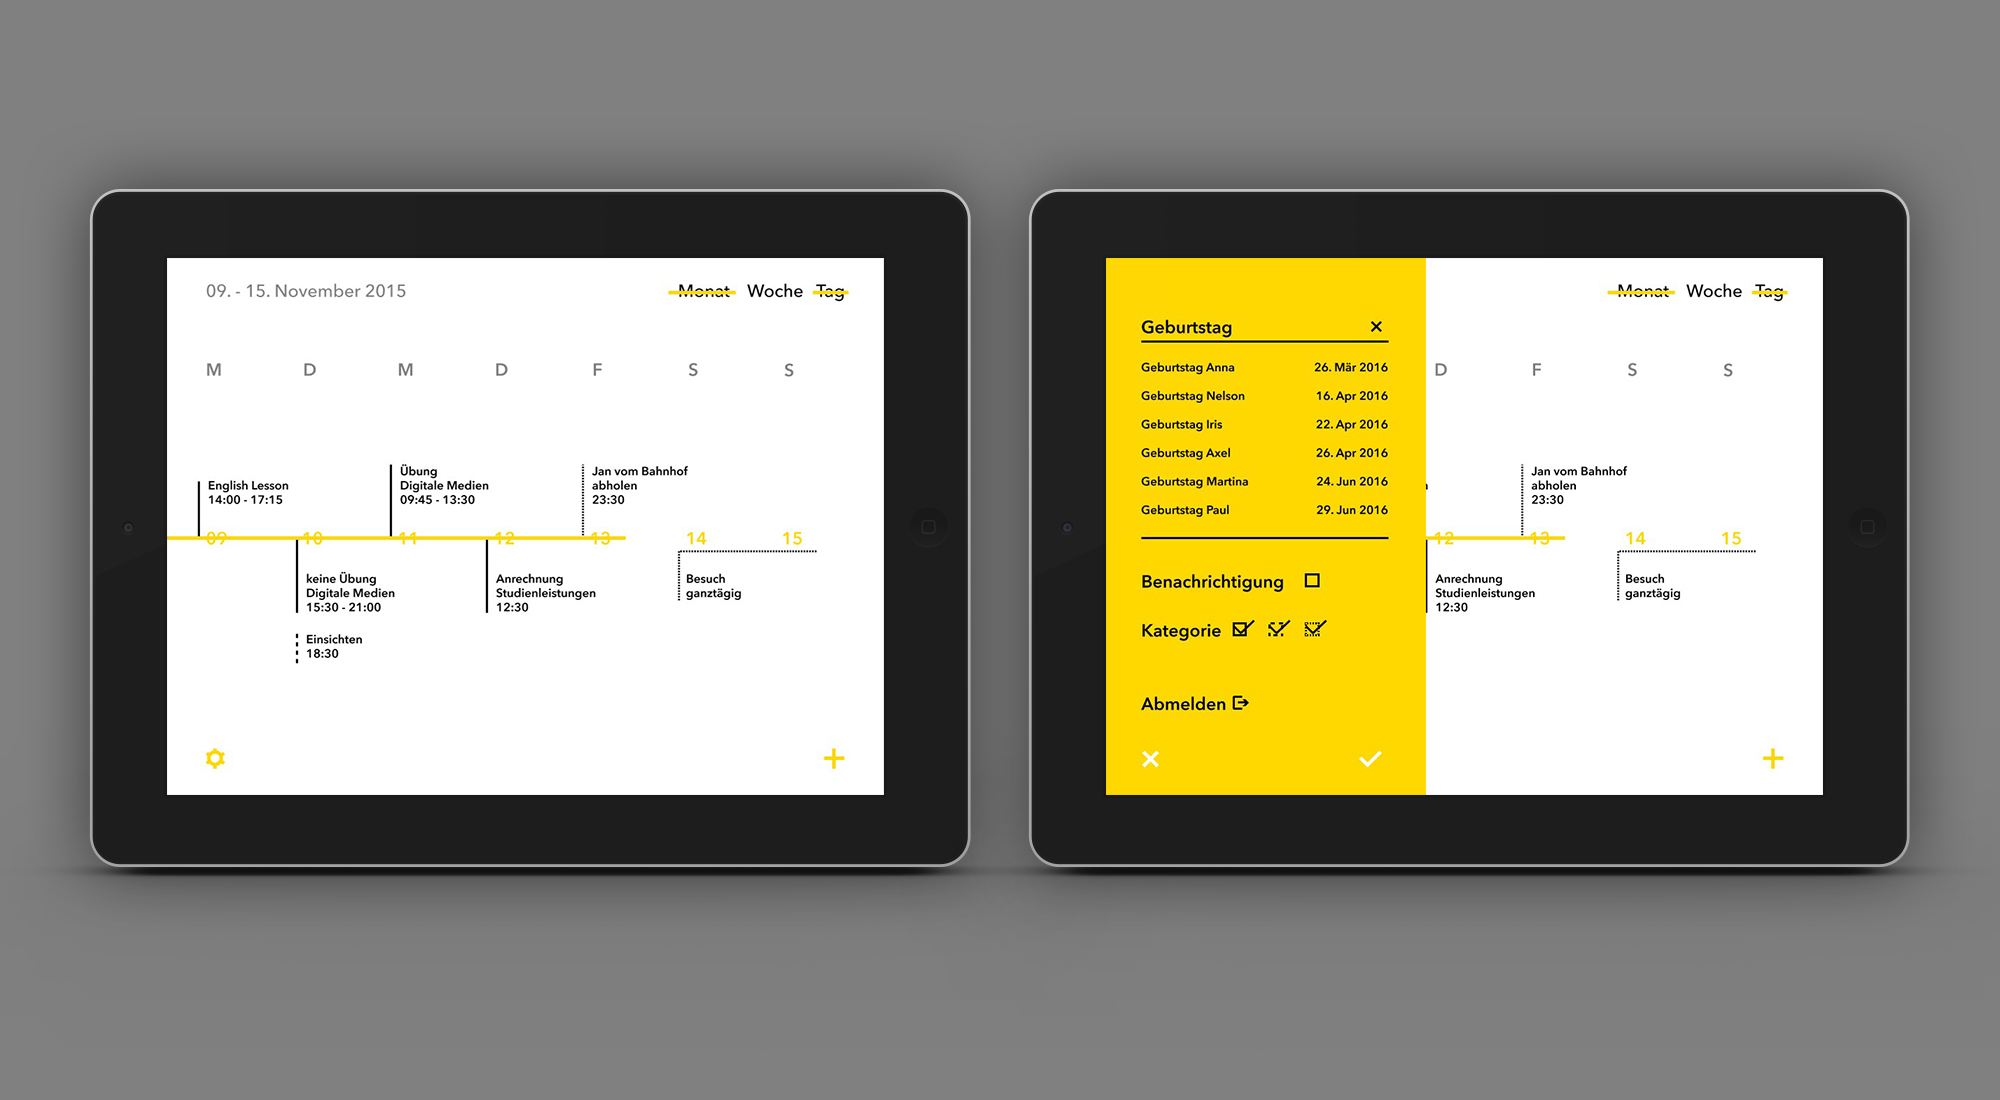 09. - 15. November 2015
Monat Woche Tag
M D M D F S S
English Lesson
14:00 - 17:15
Übung
Digitale Medien
09:45 - 13:30
Jan vom Bahnhof
abholen
23:30
09 10 11 12 13 14 15
keine Übung
Digitale Medien
15:30 - 21:00
Einsichten
18:30
Anrechnung
Studienleistungen
12:30
Besuch
ganztägig
Geburtstag
Geburtstag Anna 26. Mär 2016
Geburtstag Nelson 16. Apr 2016
Geburtstag Iris 22. Apr 2016
Geburtstag Axel 26. Apr 2016
Geburtstag Martina 24. Jun 2016
Geburtstag Paul 29. Jun 2016
Benachrichtigung
Kategorie
Abmelden
Monat Woche Tag
D F S S
Jan vom Bahnhof
abholen
23:30
12 13 14 15
Anrechnung
Studienleistungen
12:30
Besuch
ganztägig